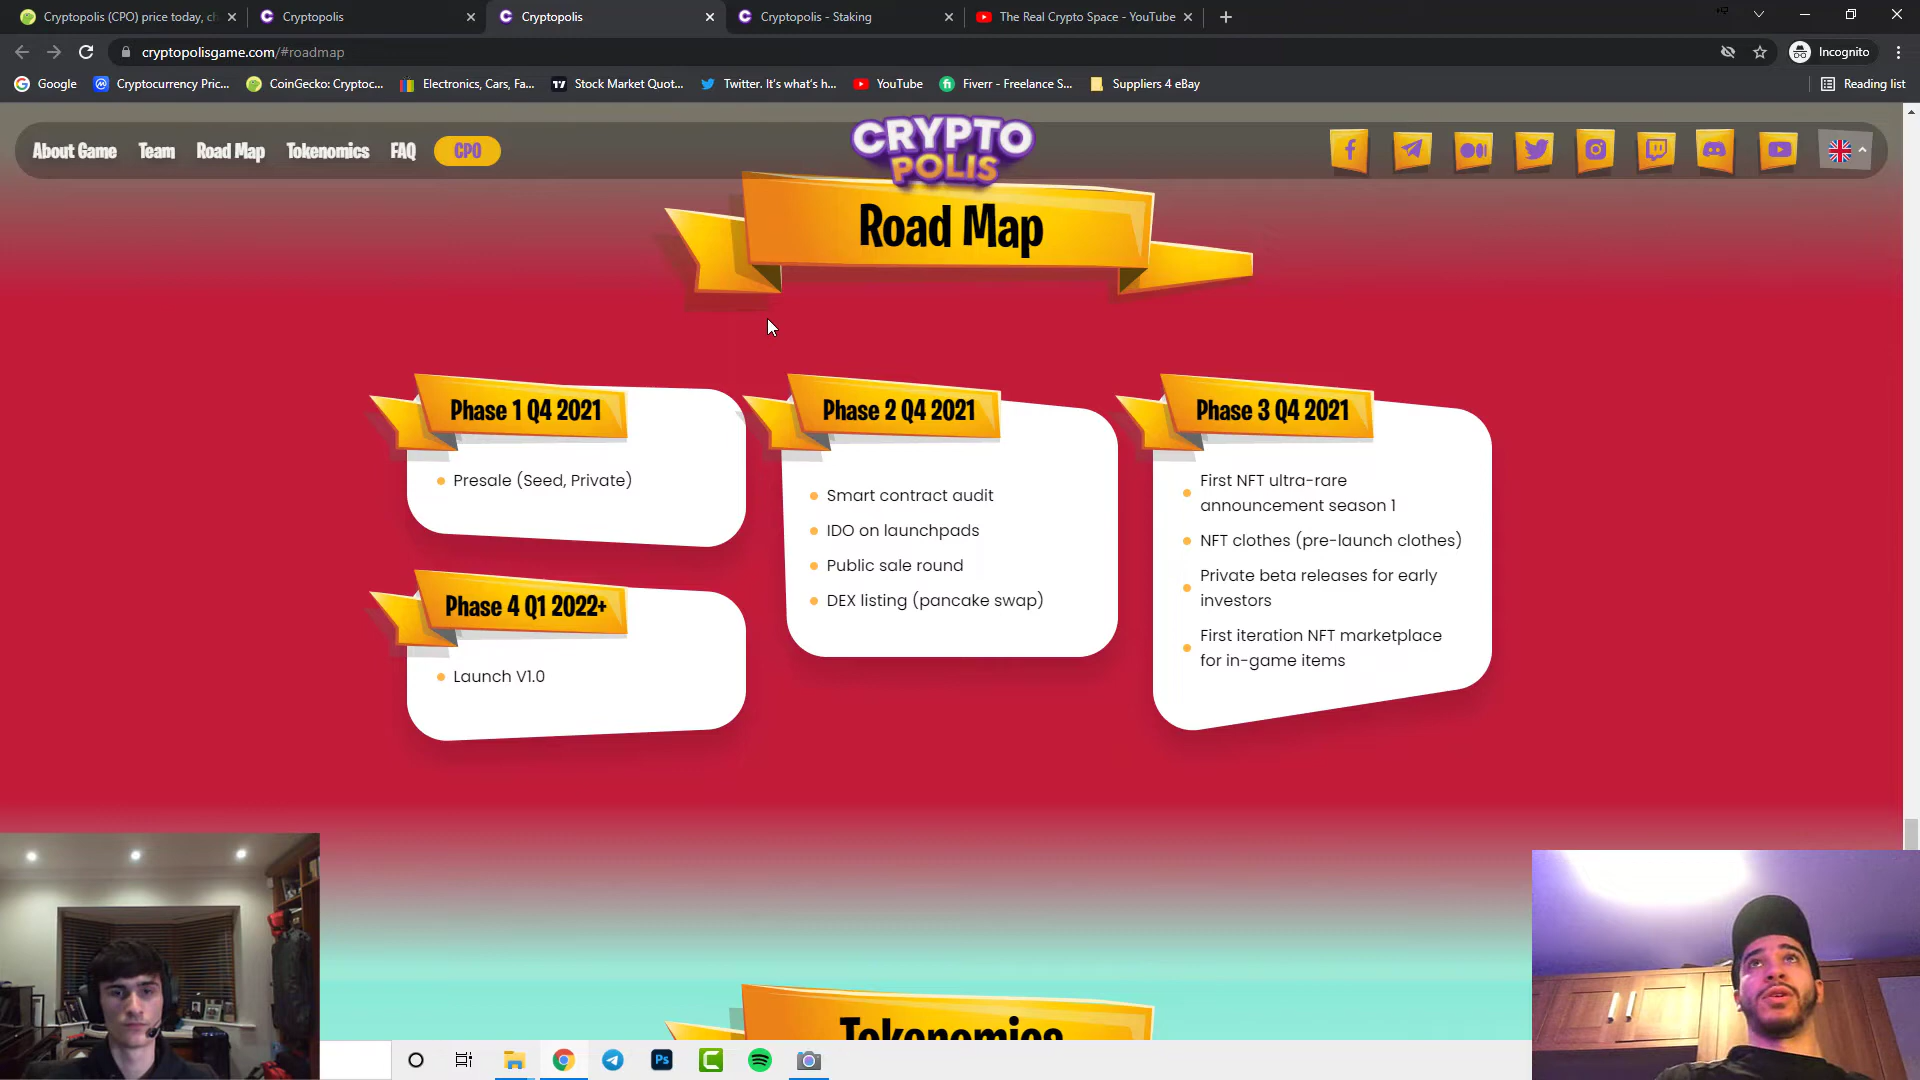 Cryptopolis (CPO) price today, ch
Cryptopolis
Cryptopolis
Cryptopolis - Staking
The Real Crypto Space - YouTube
cryptopolisgame.com/#roadmap
Incognito
Google
Cryptocurrency Pric...
CoinGecko: Cryptoc...
Electronics, Cars, Fa...
Stock Market Quot...
Twitter. It's what's h...
YouTube
Fiverr - Freelance S...
Suppliers 4 eBay
Reading list
About Game
Team
Road Map
Tokenomics
FAQ
CPO
CRYPTO
POLIS
Road Map
Phase 1 Q4 2021
Presale (Seed, Private)
Phase 2 Q4 2021
Smart contract audit
IDO on launchpads
Public sale round
DEX listing (pancake swap)
Phase 3 Q4 2021
First NFT ultra-rare
announcement season 1
NFT clothes (pre-launch clothes)
Private beta releases for early
investors
First iteration NFT marketplace
for in-game items
Phase 4 Q1 2022+
Launch V1.0
Tokenomics
Ps